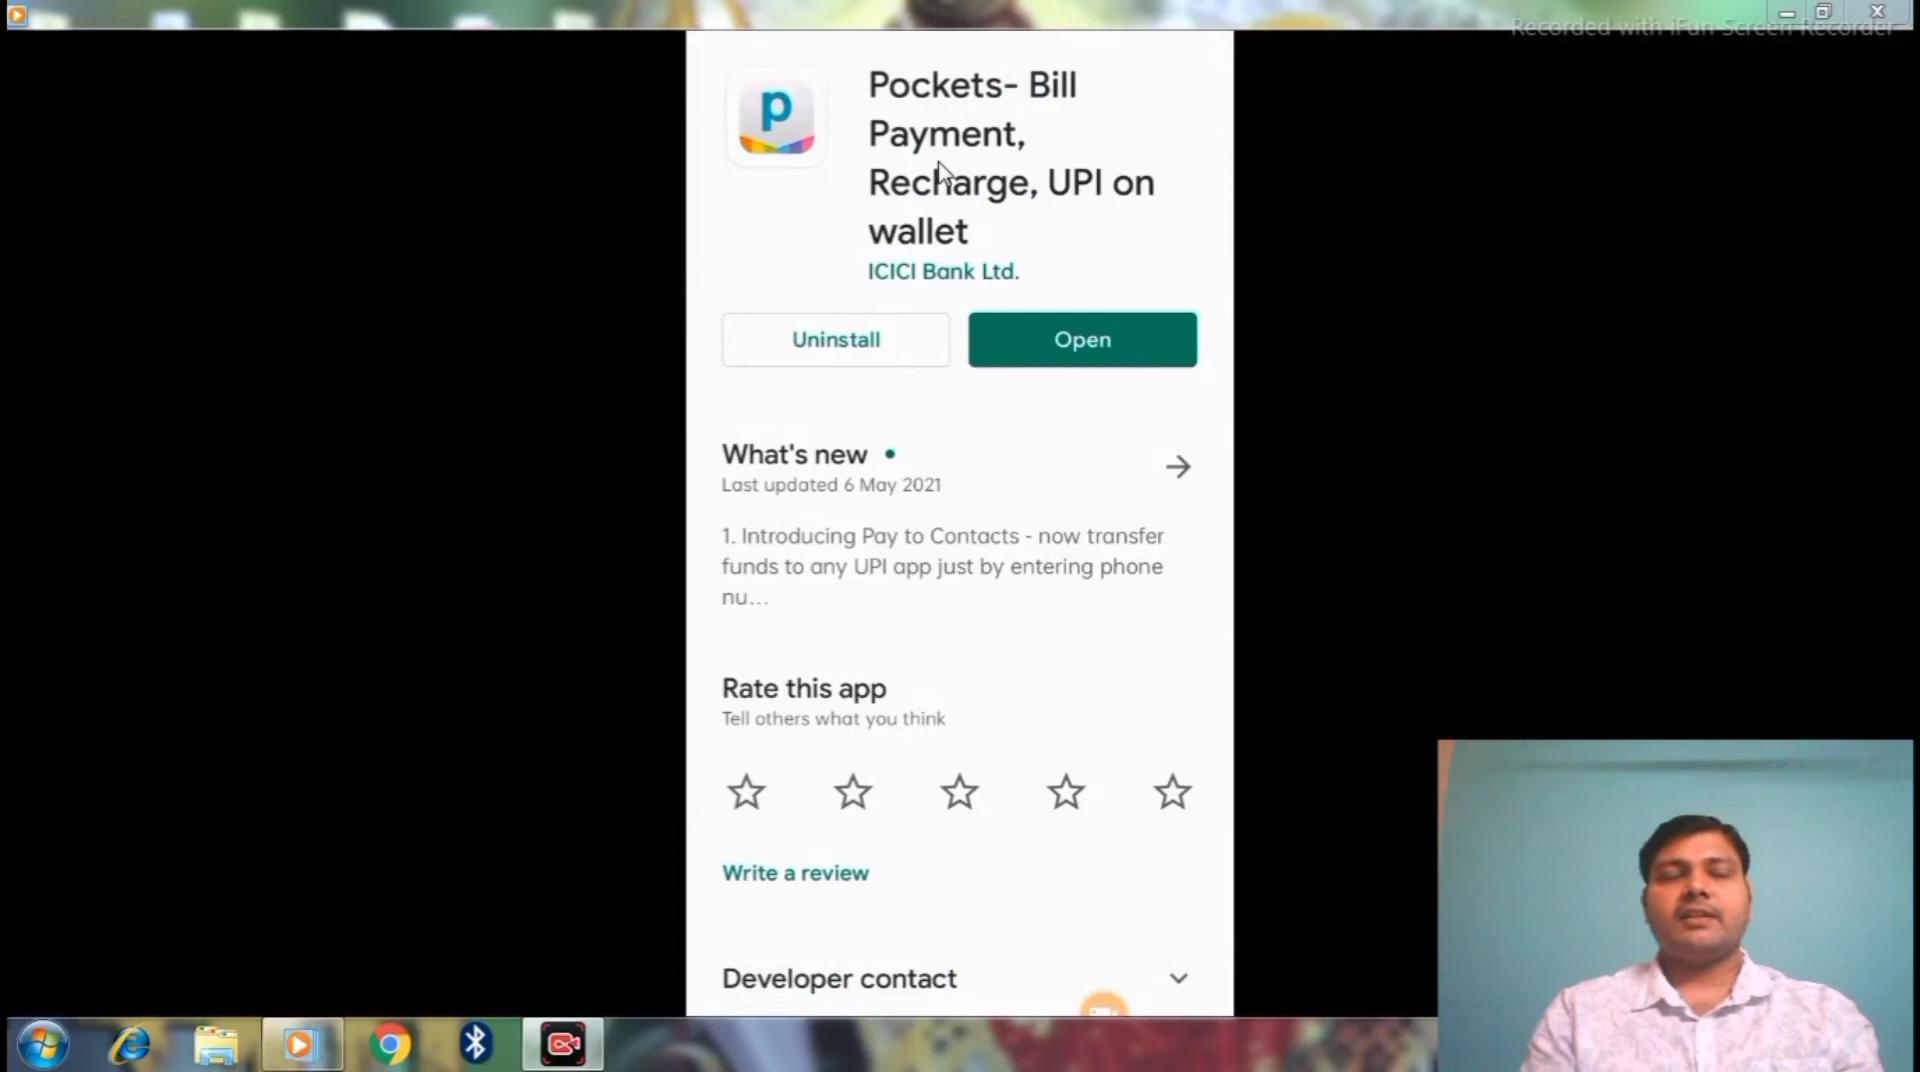 Recorded with iFun Screen Recorder
p
Pockets- Bill
Payment,
Recharge, UPI on
wallet
ICICI Bank Ltd.
Uninstall
Open
What's new
Last updated 6 May 2021
1. Introducing Pay to Contacts - now transfer
funds to any UPI app just by entering phone
nu...
Rate this app
Tell others what you think
Write a review
Developer contact